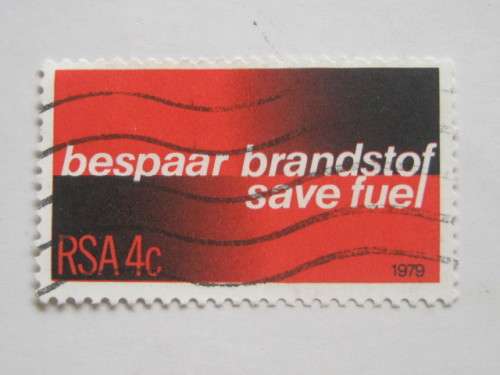 bespaar brandstof
save fuel
RSA 4c
1979